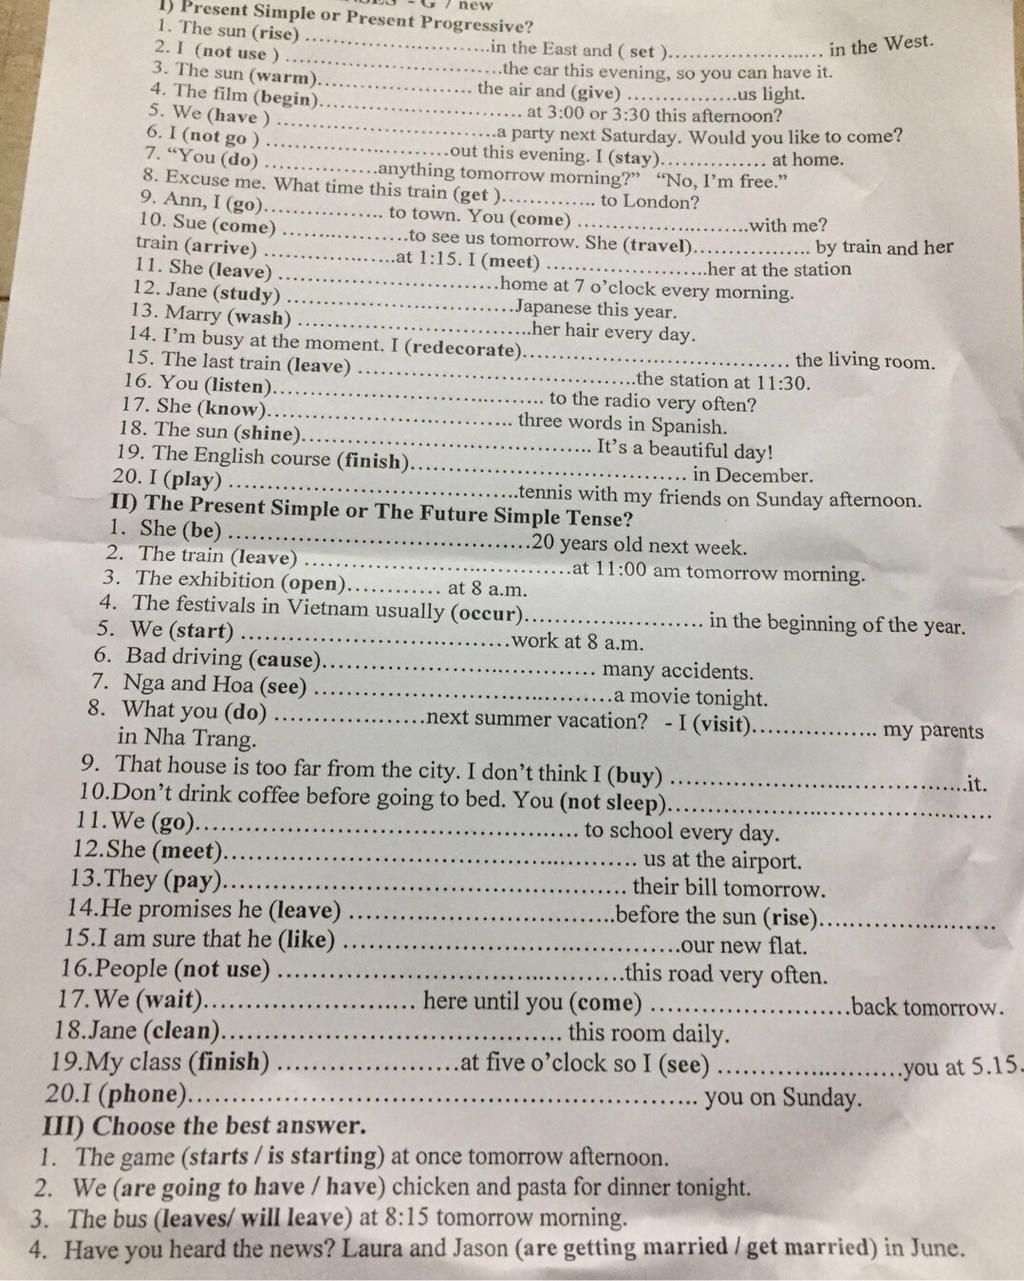 - G 7 new
I) Present Simple or Present Progressive?
1. The sun (rise) ..............................in the East and ( set )......................... in the West.
2. I (not use ) ...................................the car this evening, so you can have it.
3. The sun (warm)......................... the air and (give) ................us light.
4. The film (begin)................................. at 3:00 or 3:30 this afternoon?
5. We (have ) ...................................a party next Saturday. Would you like to come?
6. I (not go ) .............................out this evening. I (stay)............... at home.
7. “You (do) ................anything tomorrow morning?” “No, I’m free.”
8. Excuse me. What time this train (get )............. to London?
9. Ann, I (go)................. to town. You (come) ..........................with me?
10. Sue (come) ..................to see us tomorrow. She (travel)................. by train and her
train (arrive) ...................at 1:15. I (meet) .......................her at the station
11. She (leave) ..................................home at 7 o’clock every morning.
12. Jane (study) ..................................Japanese this year.
13. Marry (wash) ...................................her hair every day.
14. I’m busy at the moment. I (redecorate)........................................ the living room.
15. The last train (leave) ..........................................the station at 11:30.
16. You (listen)......................................... to the radio very often?
17. She (know)..................................... three words in Spanish.
18. The sun (shine)............................................ It’s a beautiful day!
19. The English course (finish).......................................... in December.
20. I (play) ............................................tennis with my friends on Sunday afternoon.
II) The Present Simple or The Future Simple Tense?
1. She (be) ..............................................20 years old next week.
2. The train (leave) ........................................at 11:00 am tomorrow morning.
3. The exhibition (open)............. at 8 a.m.
4. The festivals in Vietnam usually (occur)........................... in the beginning of the year.
5. We (start) ........................................work at 8 a.m.
6. Bad driving (cause)......................................... many accidents.
7. Nga and Hoa (see) .............................................a movie tonight.
8. What you (do) ......................next summer vacation? - I (visit).................. my parents
in Nha Trang.
9. That house is too far from the city. I don’t think I (buy) ............................................it.
10.Don’t drink coffee before going to bed. You (not sleep)................................................
11.We (go)....................................................... to school every day.
12.She (meet)............................................................ us at the airport.
13.They (pay).......................................................... their bill tomorrow.
14.He promises he (leave) ......................................before the sun (rise).........................
15.I am sure that he (like) ................................................our new flat.
16.People (not use) ..................................................this road very often.
17.We (wait).............................. here until you (come) ............................back tomorrow.
18.Jane (clean)................................................. this room daily.
19.My class (finish) ..........................at five o’clock so I (see) ..........................you at 5.15.
20.I (phone)........................................................................ you on Sunday.
III) Choose the best answer.
1. The game (starts / is starting) at once tomorrow afternoon.
2. We (are going to have / have) chicken and pasta for dinner tonight.
3. The bus (leaves/ will leave) at 8:15 tomorrow morning.
4. Have you heard the news? Laura and Jason (are getting married / get married) in June.